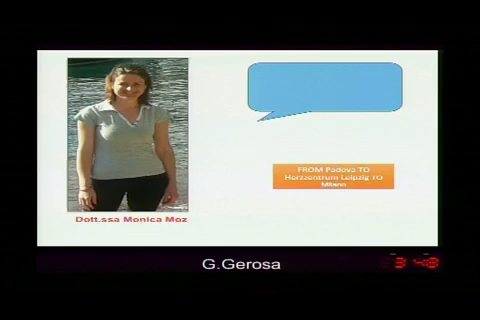 FROM Padova TO
Herzzentrum Leipzig TO
Milano
Dott.ssa Monica Moz
G.Gerosa
3 48